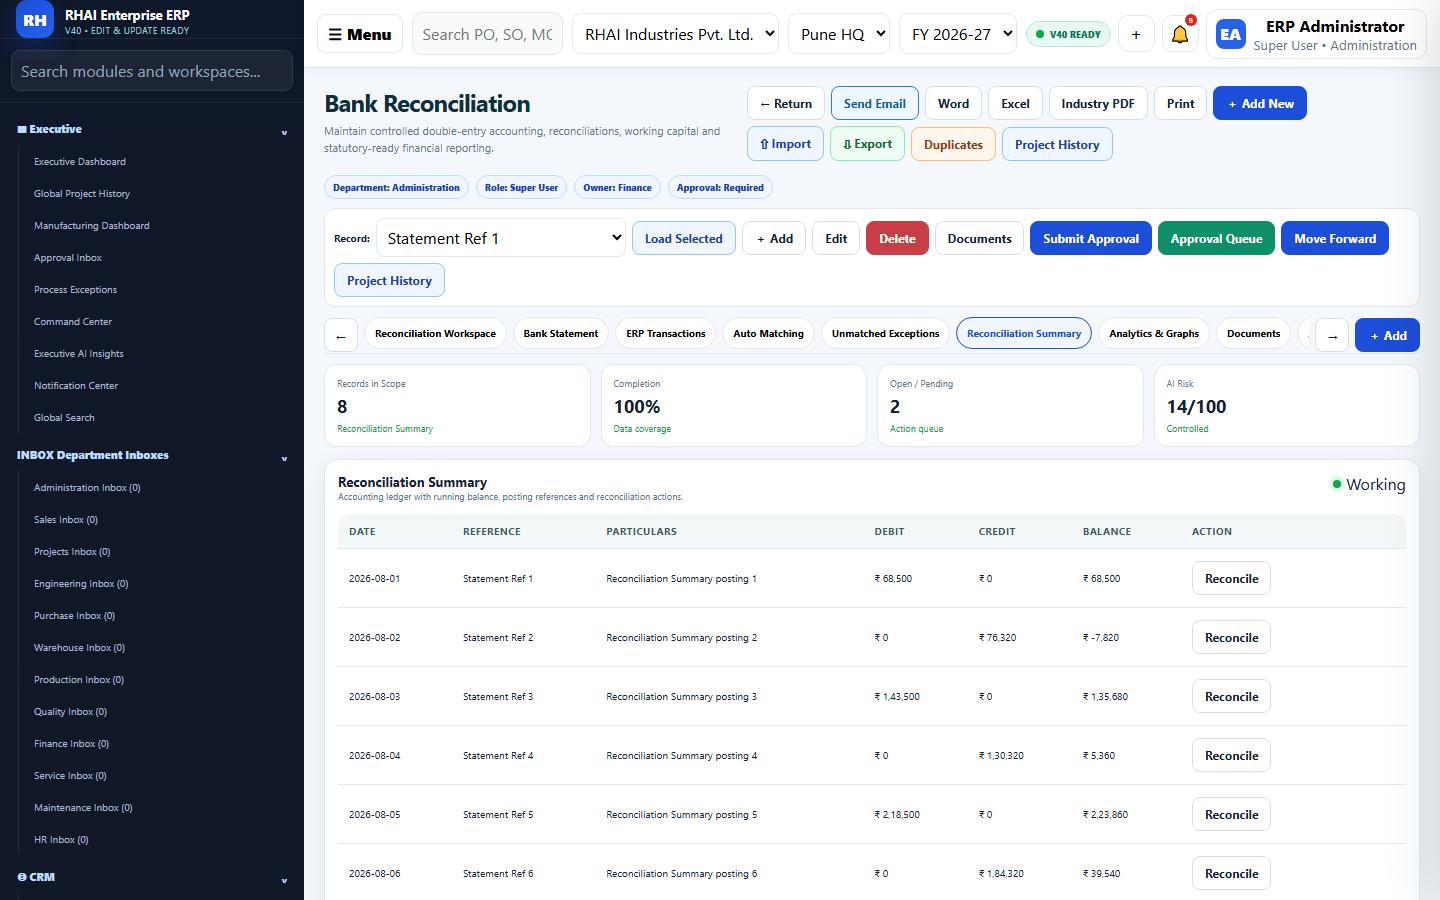 RH
RHAI Enterprise ERP
V40 • EDIT & UPDATE READY
Search modules and workspaces...
Executive
Executive Dashboard
Global Project History
Manufacturing Dashboard
Approval Inbox
Process Exceptions
Command Center
Executive AI Insights
Notification Center
Global Search
INBOX Department Inboxes
Administration Inbox (0)
Sales Inbox (0)
Projects Inbox (0)
Engineering Inbox (0)
Purchase Inbox (0)
Warehouse Inbox (0)
Production Inbox (0)
Quality Inbox (0)
Finance Inbox (0)
Service Inbox (0)
Maintenance Inbox (0)
HR Inbox (0)
CRM
☰ Menu
Search PO, SO, MO
RHAI Industries Pvt. Ltd.
Pune HQ
FY 2026-27
V40 READY
+
8
EA
ERP Administrator
Super User • Administration
Bank Reconciliation
Maintain controlled double-entry accounting, reconciliations, working capital and
statutory-ready financial reporting.
← Return
Send Email
Word
Excel
Industry PDF
Print
+ Add New
⇧ Import
⇩ Export
Duplicates
Project History
Department: Administration
Role: Super User
Owner: Finance
Approval: Required
Record:
Statement Ref 1
Load Selected
+ Add
Edit
Delete
Documents
Submit Approval
Approval Queue
Move Forward
Project History
←
Reconciliation Workspace
Bank Statement
ERP Transactions
Auto Matching
Unmatched Exceptions
Reconciliation Summary
Analytics & Graphs
Documents
→
+ Add
Records in Scope
8
Reconciliation Summary
Completion
100%
Data coverage
Open / Pending
2
Action queue
AI Risk
14/100
Controlled
Reconciliation Summary
Accounting ledger with running balance, posting references and reconciliation actions.
Working
DATE REFERENCE PARTICULARS DEBIT CREDIT BALANCE ACTION
2026-08-01 Statement Ref 1 Reconciliation Summary posting 1 ₹ 68,500 ₹ 0 ₹ 68,500 Reconcile
2026-08-02 Statement Ref 2 Reconciliation Summary posting 2 ₹ 0 ₹ 76,320 ₹ -7,820 Reconcile
2026-08-03 Statement Ref 3 Reconciliation Summary posting 3 ₹ 1,43,500 ₹ 0 ₹ 1,35,680 Reconcile
2026-08-04 Statement Ref 4 Reconciliation Summary posting 4 ₹ 0 ₹ 1,30,320 ₹ 5,360 Reconcile
2026-08-05 Statement Ref 5 Reconciliation Summary posting 5 ₹ 2,18,500 ₹ 0 ₹ 2,23,860 Reconcile
2026-08-06 Statement Ref 6 Reconciliation Summary posting 6 ₹ 0 ₹ 1,84,320 ₹ 39,540 Reconcile